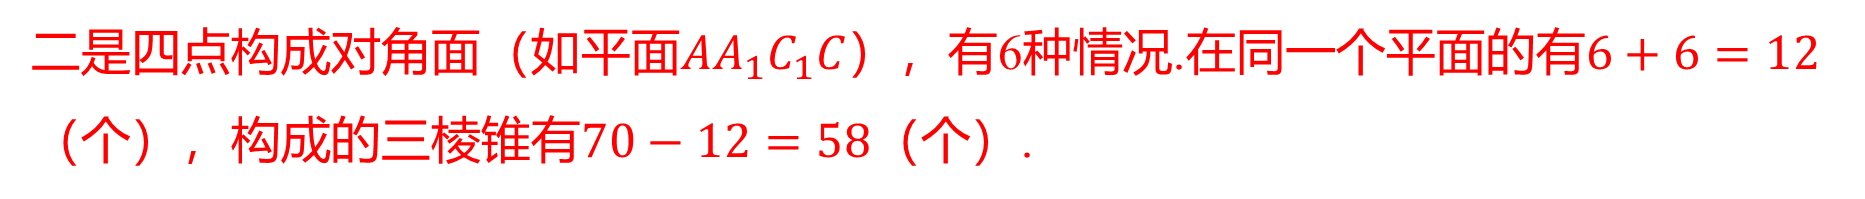 二是四点构成对角面（如平面AA₁C₁C），有6种情况.在同一个平面的有6 + 6 = 12
（个），构成的三棱锥有70 − 12 = 58（个）.